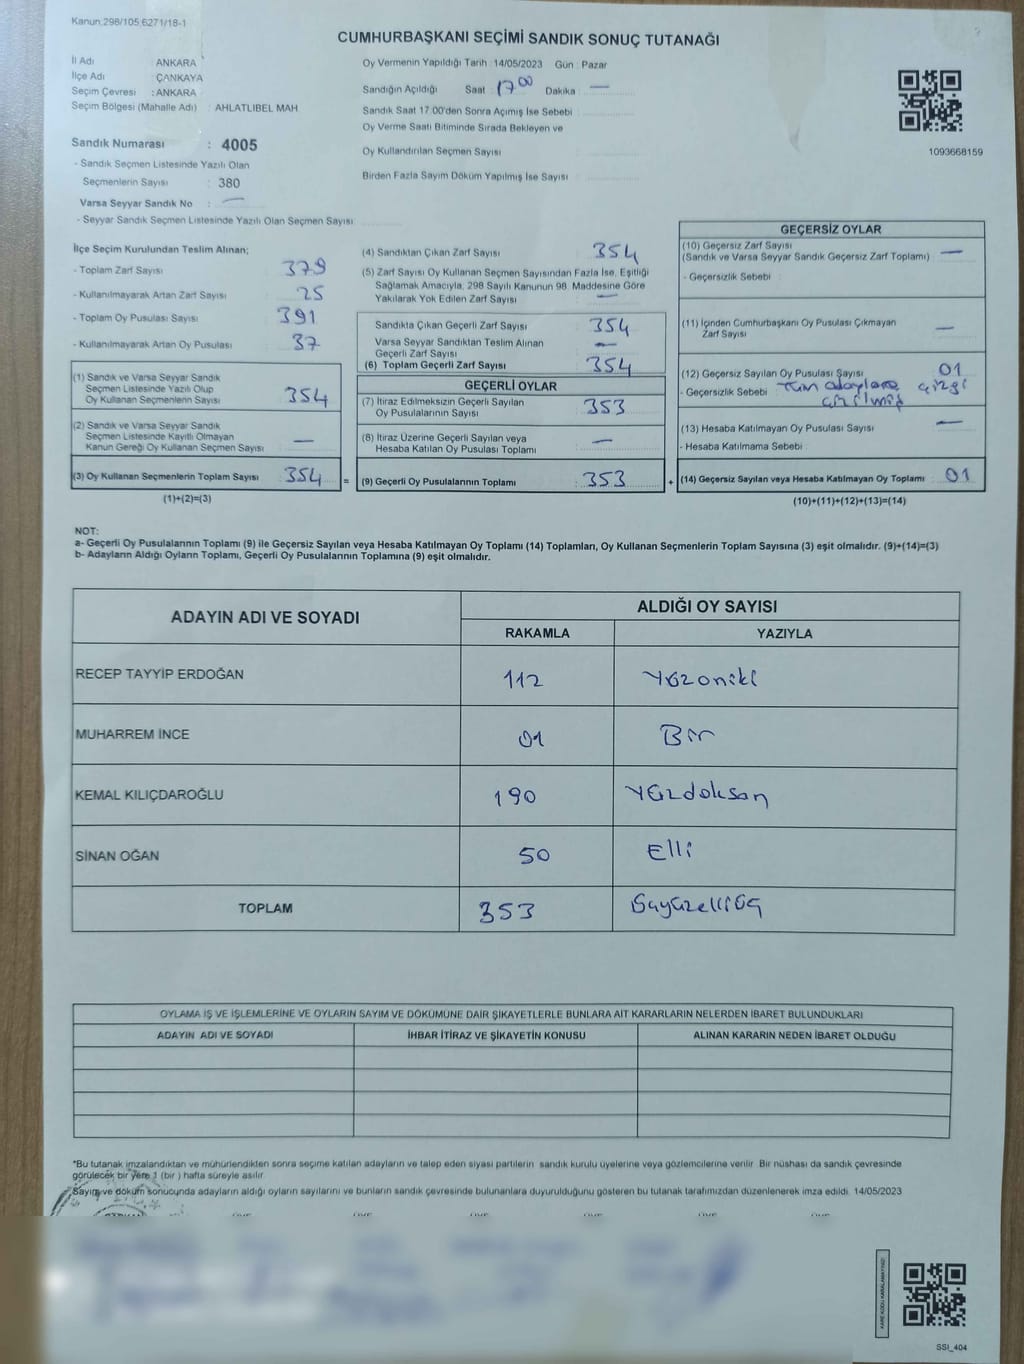 Kanun 298/105,6271/18-1
CUMHURBAŞKANI SEÇİMİ SANDIK SONUÇ TUTANAĞI
İl Adı : ANKARA
İlçe Adı : ÇANKAYA
Seçim Çevresi : ANKARA
Seçim Bölgesi (Mahalle Adı) : AHLATLIBEL MAH
Sandık Numarası : 4005
- Sandık Seçmen Listesinde Yazılı Olan
Seçmenlerin Sayısı : 380
Varsa Seyyar Sandık No : —
- Seyyar Sandık Seçmen Listesinde Yazılı Olan Seçmen Sayısı
Oy Vermenin Yapıldığı Tarih : 14/05/2023 Gün : Pazar
Sandığın Açıldığı Saat : 17 00 Dakika : —
Sandık Saat 17.00'den Sonra Açımış İse Sebebi
Oy Verme Saati Bitiminde Sırada Bekleyen ve
Oy Kullandırılan Seçmen Sayısı
Birden Fazla Sayım Döküm Yapılmış İse Sayısı
1093668159
İlçe Seçim Kurulundan Teslim Alınan;
- Toplam Zarf Sayısı 379
- Kullanılmayarak Artan Zarf Sayısı 25
- Toplam Oy Pusulası Sayısı 391
- Kullanılmayarak Artan Oy Pusulası 37
(1) Sandık ve Varsa Seyyar Sandık
Seçmen Listesinde Yazılı Olup
Oy Kullanan Seçmenlerin Sayısı 354
(2) Sandık ve Varsa Seyyar Sandık
Seçmen Listesinde Kayıtlı Olmayan
Kanun Gereği Oy Kullanan Seçmen Sayısı —
(3) Oy Kullanan Seçmenlerin Toplam Sayısı 354 =
(1)+(2)=(3)
(4) Sandıktan Çıkan Zarf Sayısı 354
(5) Zarf Sayısı Oy Kullanan Seçmen Sayısından Fazla İse, Eşitliği
Sağlamak Amacıyla, 298 Sayılı Kanunun 98. Maddesine Göre
Yakılarak Yok Edilen Zarf Sayısı —
Sandıkta Çıkan Geçerli Zarf Sayısı 354
Varsa Seyyar Sandıktan Teslim Alınan
Geçerli Zarf Sayısı —
(6) Toplam Geçerli Zarf Sayısı 354
GEÇERLİ OYLAR
(7) İtiraz Edilmeksizin Geçerli Sayılan
Oy Pusulalarının Sayısı 353
(8) İtiraz Üzerine Geçerli Sayılan veya
Hesaba Katılan Oy Pusulası Toplamı —
(9) Geçerli Oy Pusulalarının Toplamı : 353 +
GEÇERSİZ OYLAR
(10) Geçersiz Zarf Sayısı
(Sandık ve Varsa Seyyar Sandık Geçersiz Zarf Toplamı) —
- Geçersizlik Sebebi :
(11) İçinden Cumhurbaşkanı Oy Pusulası Çıkmayan
Zarf Sayısı —
(12) Geçersiz Sayılan Oy Pusulası Sayısı 01
- Geçersizlik Sebebi : Tüm adaylara çizgi
çizilmiş
(13) Hesaba Katılmayan Oy Pusulası Sayısı —
- Hesaba Katılmama Sebebi :
(14) Geçersiz Sayılan veya Hesaba Katılmayan Oy Toplamı : 01
(10)+(11)+(12)+(13)=(14)
NOT:
a- Geçerli Oy Pusulalarının Toplamı (9) ile Geçersiz Sayılan veya Hesaba Katılmayan Oy Toplamı (14) Toplamları, Oy Kullanan Seçmenlerin Toplam Sayısına (3) eşit olmalıdır. (9)+(14)=(3)
b- Adayların Aldığı Oyların Toplamı, Geçerli Oy Pusulalarının Toplamına (9) eşit olmalıdır.
ADAYIN ADI VE SOYADI
ALDIĞI OY SAYISI
RAKAMLA YAZIYLA
RECEP TAYYİP ERDOĞAN 112 Yüzoniki
MUHARREM İNCE 01 Bir
KEMAL KILIÇDAROĞLU 190 Yüzdoksan
SİNAN OĞAN 50 Elli
TOPLAM 353 Üçyüzelliüç
OYLAMA İŞ VE İŞLEMLERİNE VE OYLARIN SAYIM VE DÖKÜMÜNE DAİR ŞİKAYETLERLE BUNLARA AİT KARARLARIN NELERDEN İBARET BULUNDUKLARI
ADAYIN ADI VE SOYADI İHBAR İTİRAZ VE ŞİKAYETİN KONUSU ALINAN KARARIN NEDEN İBARET OLDUĞU
*Bu tutanak imzalandıktan ve mühürlendikten sonra seçime katılan adayların ve talep eden siyasi partilerin sandık kurulu üyelerine veya gözlemcilerine verilir. Bir nüshası da sandık çevresinde
görülecek bir yere 1 (bir ) hafta süreyle asılır.
Sayım ve döküm sonucunda adayların aldığı oyların sayılarını ve bunların sandık çevresinde bulunanlara duyurulduğunu gösteren bu tutanak tarafımızdan düzenlenerek imza edildi. 14/05/2023
KARE KODU KARALAMAYINIZ!
SSI_404